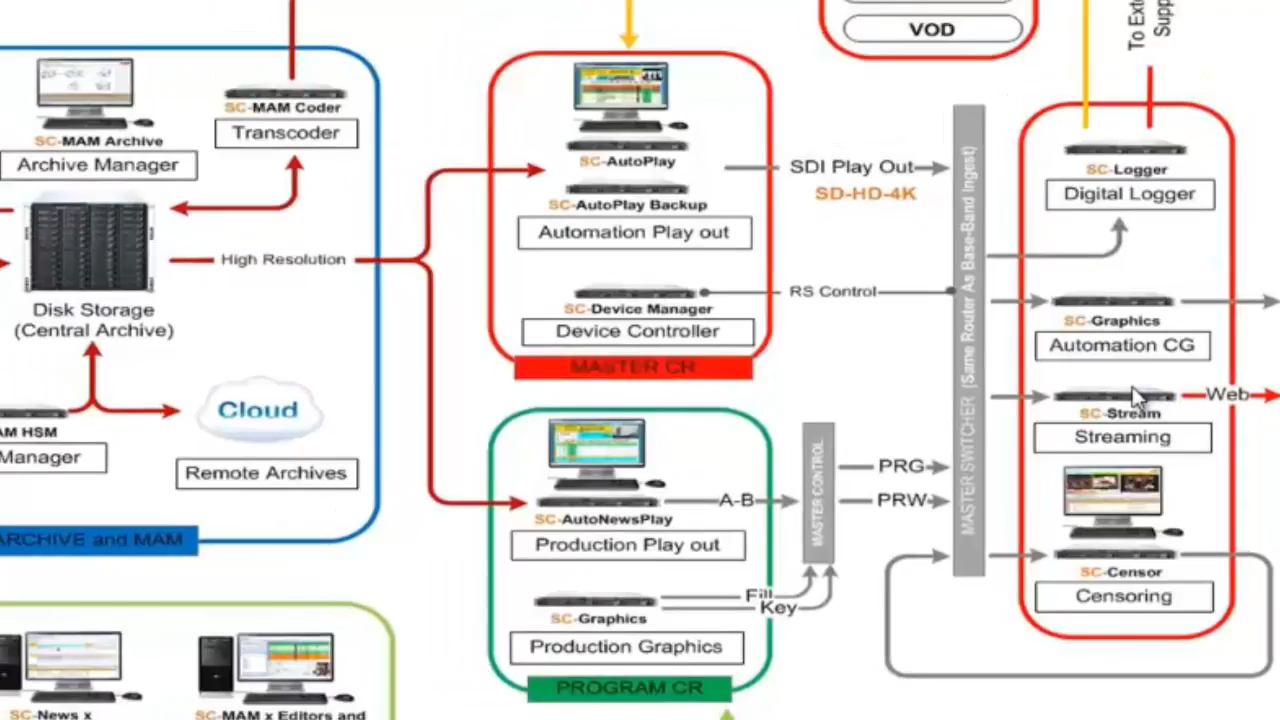 VOD
To Exte
Supp
SC-MAM Archive
Archive Manager
SC-MAM Coder
Transcoder
Disk Storage
(Central Archive)
High Resolution
AM HSM
Manager
Cloud
Remote Archives
ARCHIVE and MAM
SC-AutoPlay
SC-AutoPlay Backup
Automation Play out
SC-Device Manager
Device Controller
MASTER CR
SDI Play Out
SD-HD-4K
RS Control
SC-AutoNewsPlay
Production Play out
SC-Graphics
Production Graphics
PROGRAM CR
A-B
Fill
Key
MASTER CONTROL
PRG
PRW
MASTER SWITCHER (Same Router As Base-Band Ingest)
SC-Logger
Digital Logger
SC-Graphics
Automation CG
SC-Stream
Streaming
Web
SC-Censor
Censoring
SC-News x
SC-MAM x Editors and